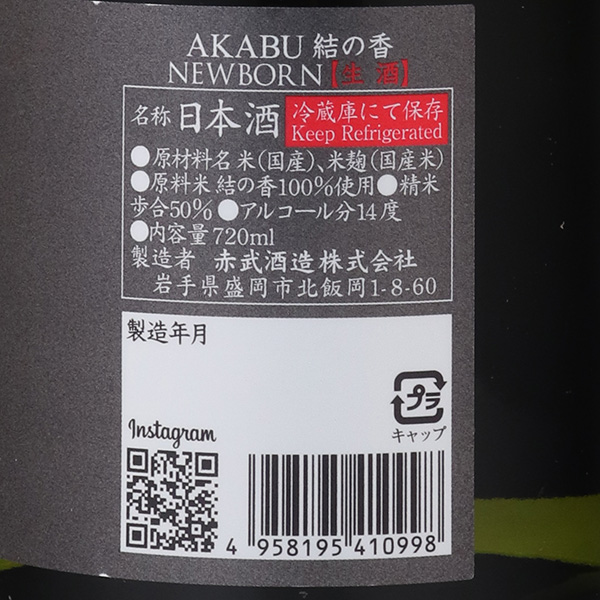 AKABU 結の香
NEWBORN【生酒】
名称 日本酒
冷蔵庫にて保存
Keep Refrigerated
●原材料名 米(国産)、米麹(国産米)
●原料米 結の香100%使用●精米
歩合50% ●アルコール分14度
●内容量 720ml
製造者 赤武酒造株式会社
岩手県盛岡市北飯岡1-8-60
製造年月
プラ
キャップ
Instagram
4 958195 410998